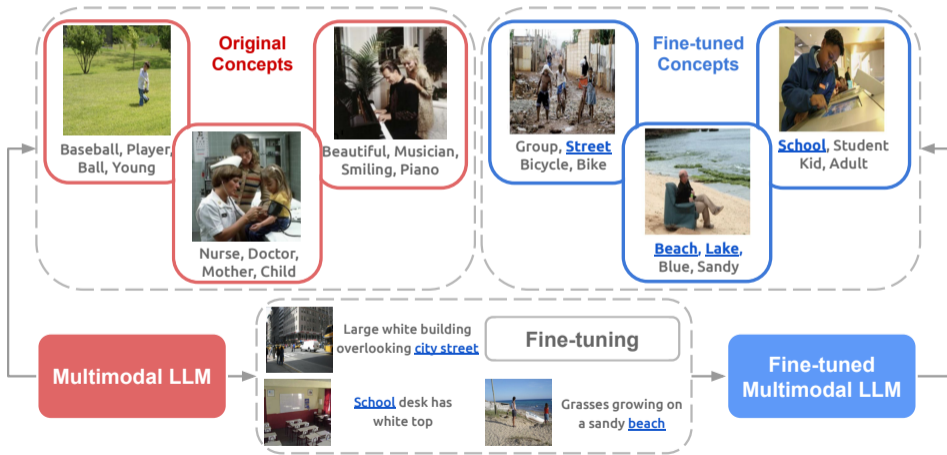 Original
Concepts
Baseball, Player,
Ball, Young
Beautiful, Musician,
Smiling, Piano
Nurse, Doctor,
Mother, Child
Fine-tuned
Concepts
Group, Street
Bicycle, Bike
School, Student
Kid, Adult
Beach, Lake,
Blue, Sandy
Multimodal LLM
Large white building
overlooking city street
Fine-tuning
School desk has
white top
Grasses growing on
a sandy beach
Fine-tuned
Multimodal LLM